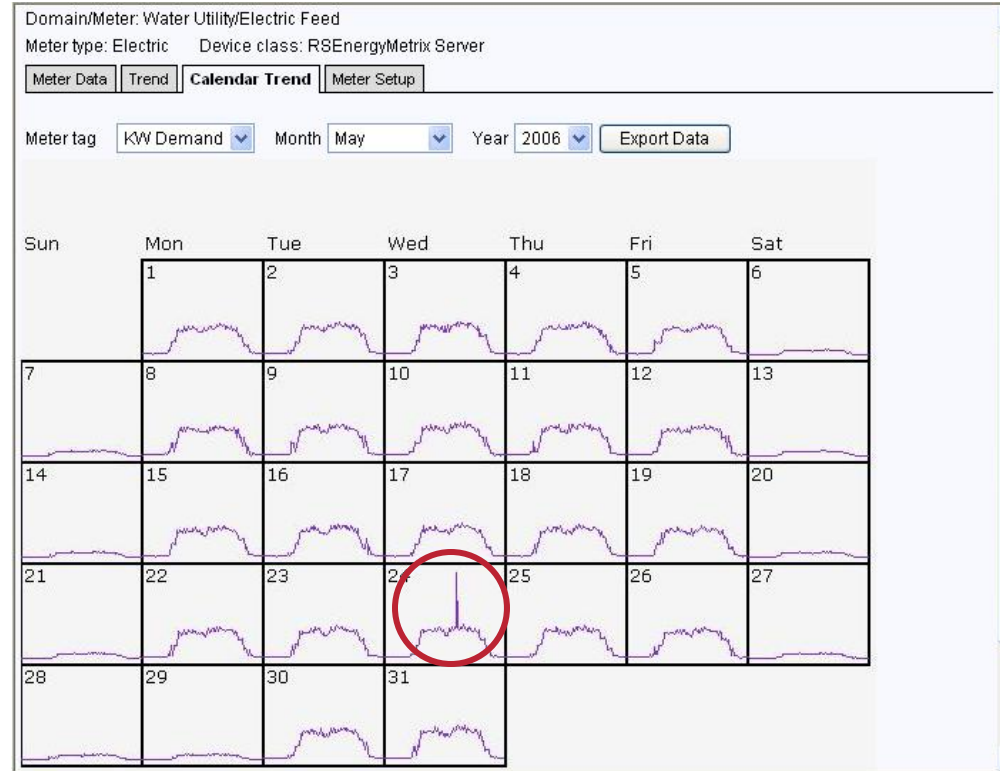 Domain/Meter: Water Utility/Electric Feed
Meter type: Electric Device class: RSEnergyMetrix Server
Meter Data Trend Calendar Trend Meter Setup
Meter tag KW Demand Month May Year 2006 Export Data
Sun Mon Tue Wed Thu Fri Sat
1 2 3 4 5 6
7 8 9 10 11 12 13
14 15 16 17 18 19 20
21 22 23 24 25 26 27
28 29 30 31